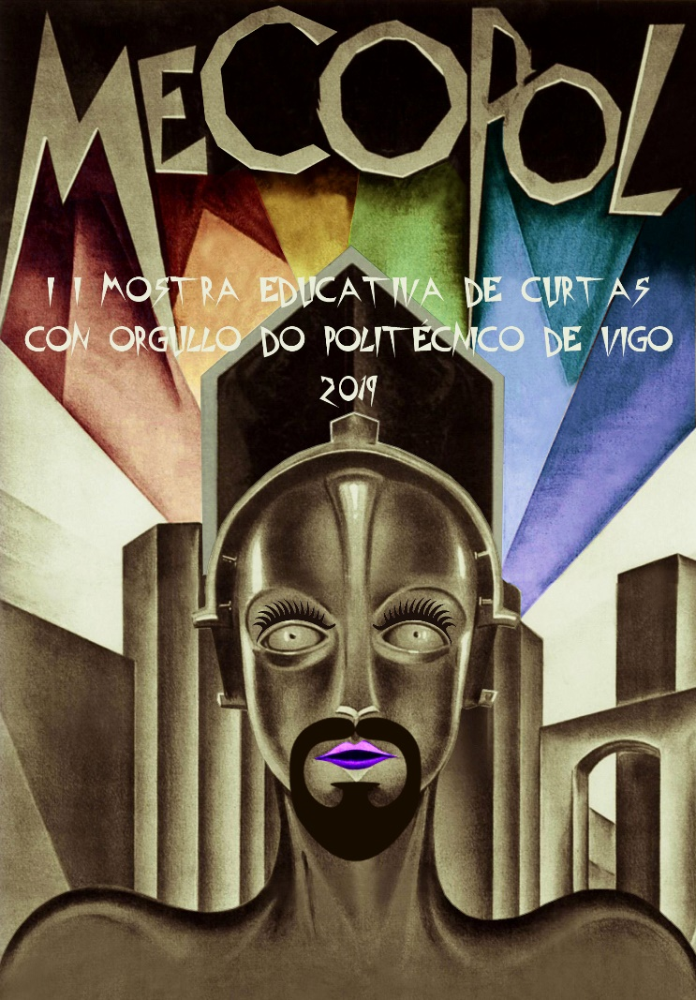 MECOPOL
I I MOSTRA EDUCATIVA DE CURTAS
CON ORGULLO DO POLITÉCNICO DE VIGO
2019